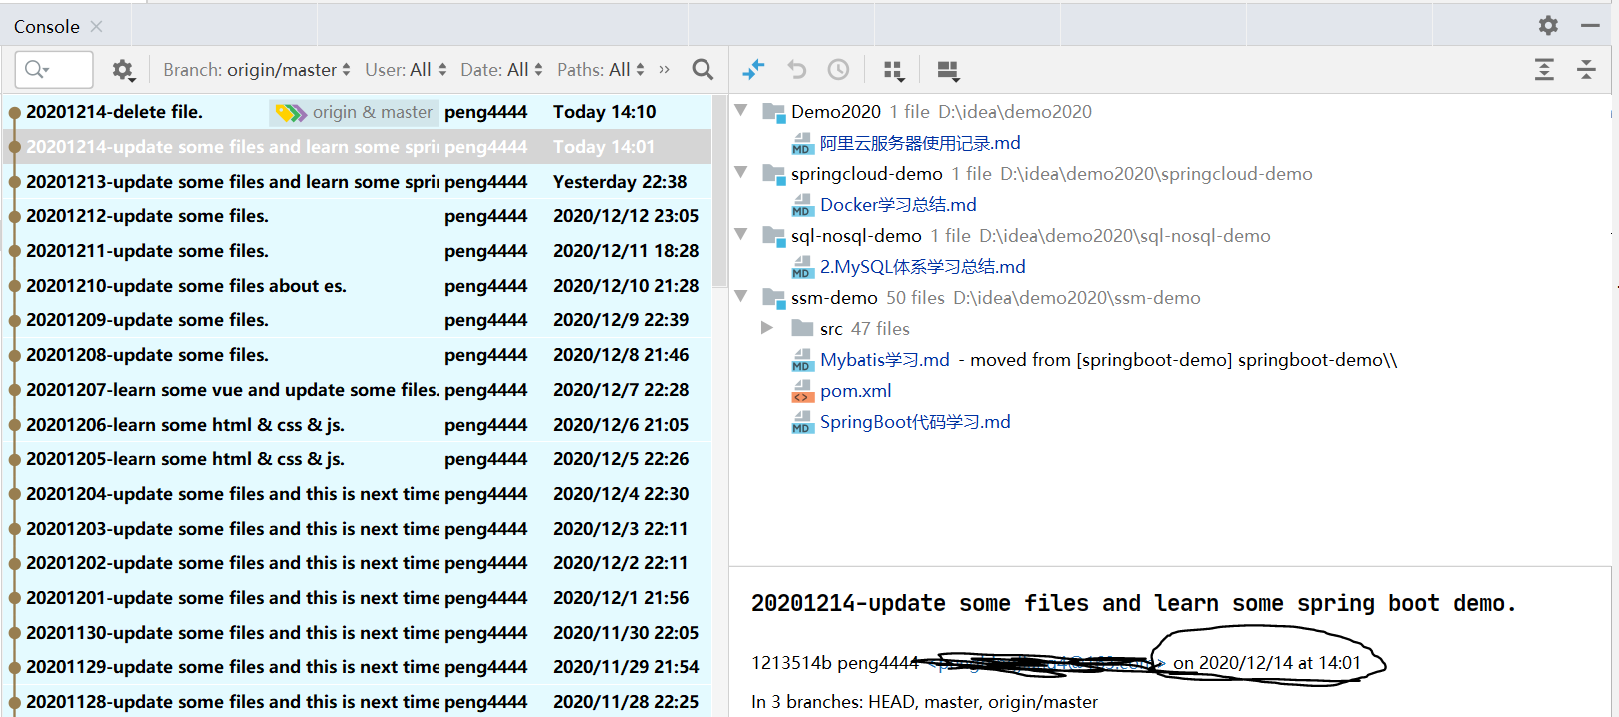 Console
Branch: origin/master User: All Date: All Paths: All »
20201214-delete file. origin & master peng4444 Today 14:10
20201214-update some files and learn some spri peng4444 Today 14:01
20201213-update some files and learn some spri peng4444 Yesterday 22:38
20201212-update some files. peng4444 2020/12/12 23:05
20201211-update some files. peng4444 2020/12/11 18:28
20201210-update some files about es. peng4444 2020/12/10 21:28
20201209-update some files. peng4444 2020/12/9 22:39
20201208-update some files. peng4444 2020/12/8 21:46
20201207-learn some vue and update some files. peng4444 2020/12/7 22:28
20201206-learn some html & css & js. peng4444 2020/12/6 21:05
20201205-learn some html & css & js. peng4444 2020/12/5 22:26
20201204-update some files and this is next time peng4444 2020/12/4 22:30
20201203-update some files and this is next time peng4444 2020/12/3 22:11
20201202-update some files and this is next time peng4444 2020/12/2 22:11
20201201-update some files and this is next time peng4444 2020/12/1 21:56
20201130-update some files and this is next time peng4444 2020/11/30 22:05
20201129-update some files and this is next time peng4444 2020/11/29 21:54
20201128-update some files and this is next time peng4444 2020/11/28 22:25
Demo2020 1 file D:\idea\demo2020
MD 阿里云服务器使用记录.md
springcloud-demo 1 file D:\idea\demo2020\springcloud-demo
MD Docker学习总结.md
sql-nosql-demo 1 file D:\idea\demo2020\sql-nosql-demo
MD 2.MySQL体系学习总结.md
ssm-demo 50 files D:\idea\demo2020\ssm-demo
src 47 files
MD Mybatis学习.md - moved from [springboot-demo] springboot-demo\\
<> pom.xml
MD SpringBoot代码学习.md
20201214-update some files and learn some spring boot demo.
1213514b peng4444 on 2020/12/14 at 14:01
In 3 branches: HEAD, master, origin/master